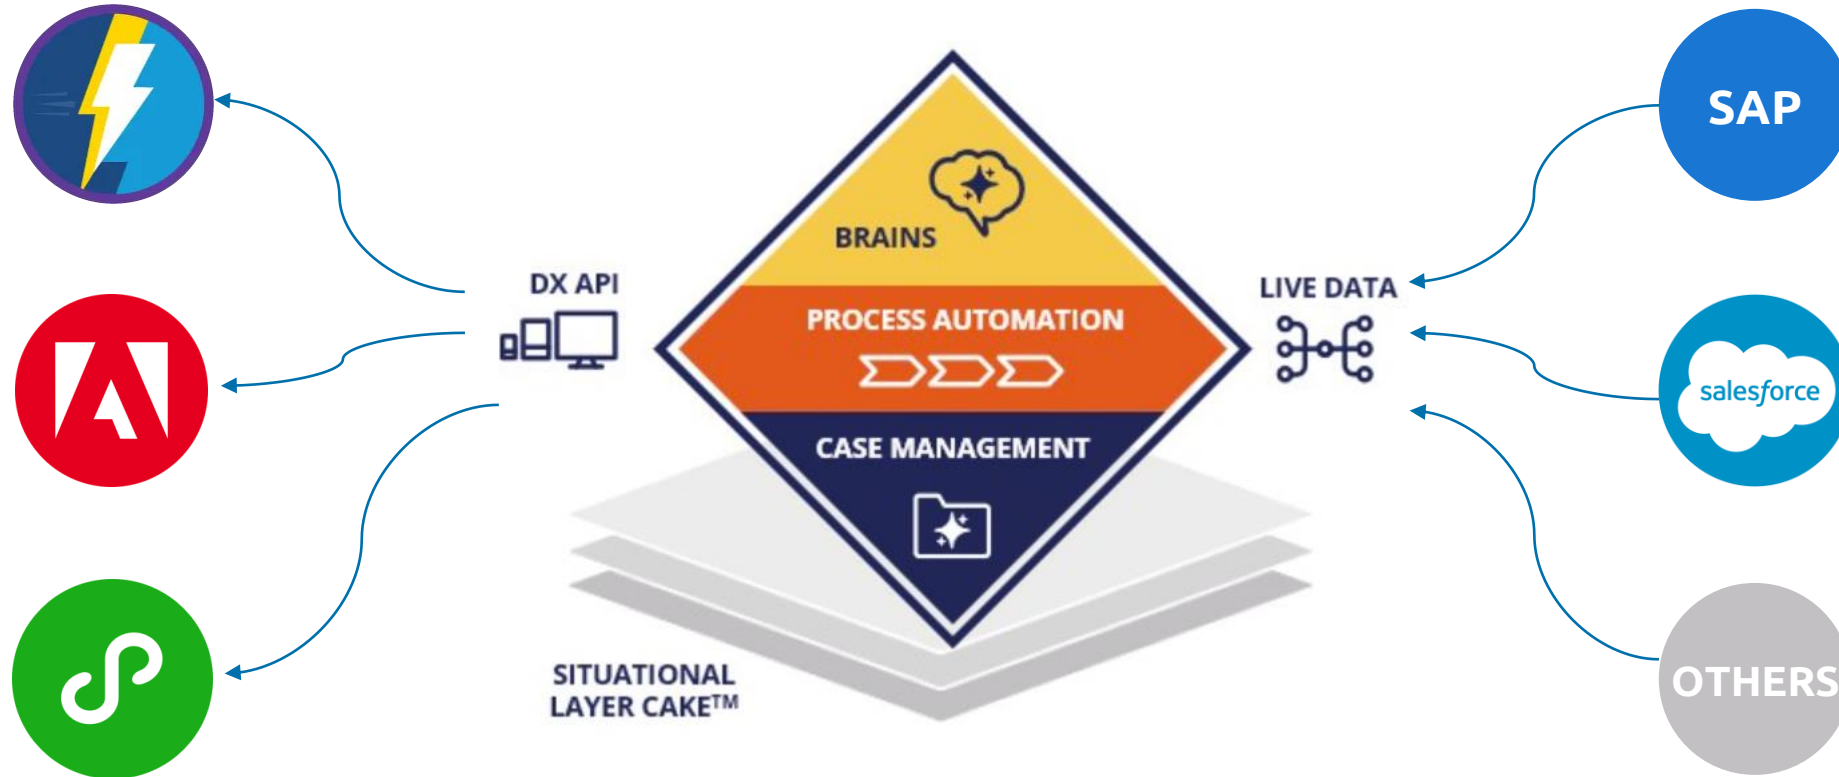 SAP
BRAINS
DX API
LIVE DATA
PROCESS AUTOMATION
salesforce
CASE MANAGEMENT
SITUATIONAL
LAYER CAKE™
OTHERS